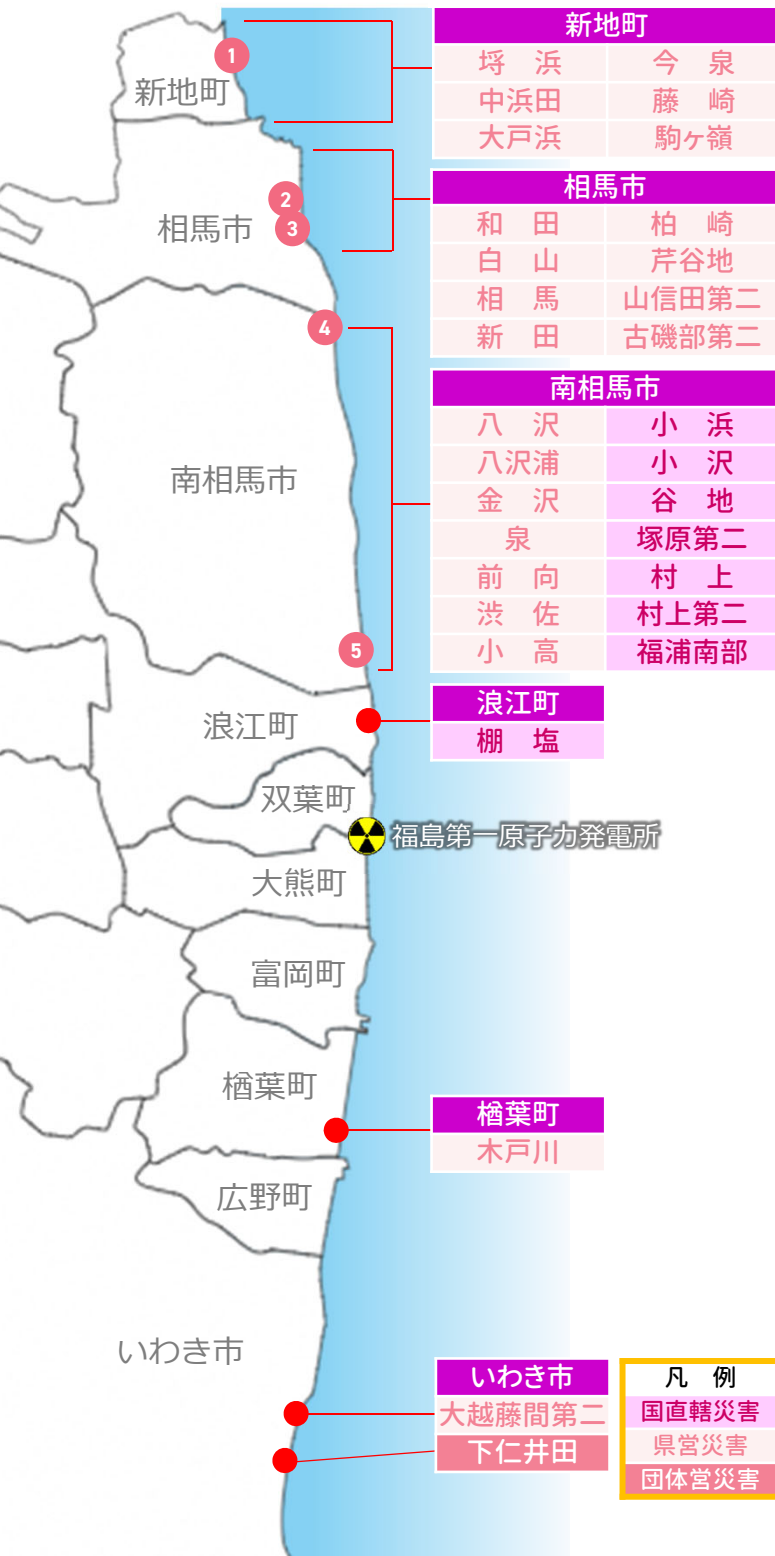 新地町
埒　浜　今　泉
中浜田　藤　崎
大戸浜　駒ヶ嶺
1
新地町
相馬市
和　田　柏　崎
白　山　芹谷地
相　馬　山信田第二
新　田　古磯部第二
2
相馬市
3
4
南相馬市
八　沢　小　浜
八沢浦　小　沢
金　沢　谷　地
泉　塚原第二
前　向　村　上
渋　佐　村上第二
小　高　福浦南部
南相馬市
5
浪江町
棚　塩
浪江町
双葉町
福島第一原子力発電所
大熊町
富岡町
楢葉町
楢葉町
木戸川
広野町
いわき市
いわき市
大越藤間第二
下仁井田
凡　例
国直轄災害
県営災害
団体営災害